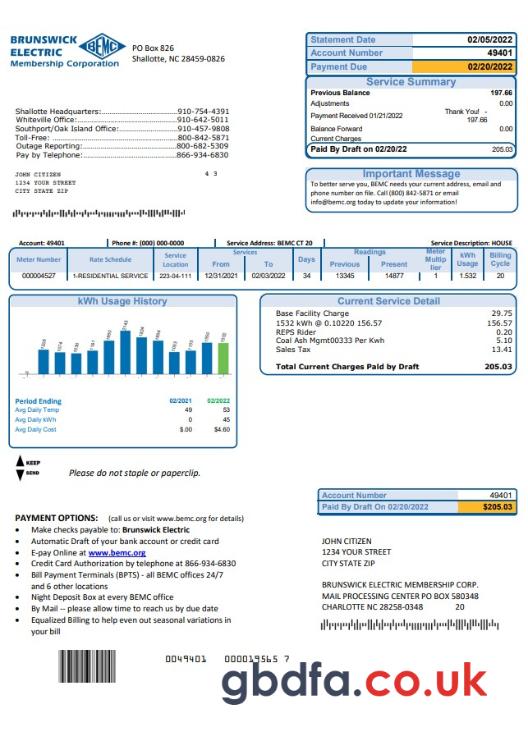 BRUNSWICK
ELECTRIC
BEMC
Membership Corporation
PO Box 826
Shallotte, NC 28459-0826
Statement Date 02/05/2022
Account Number 49401
Payment Due 02/20/2022
Service Summary
Previous Balance 197.66
Adjustments 0.00
Payment Received 01/21/2022 Thank You! - 197.66
Balance Forward 0.00
Current Charges
Paid By Draft on 02/20/22 205.03
Shallotte Headquarters:910-754-4391
Whiteville Office:910-642-5011
Southport/Oak Island Office:910-457-9808
Toll-Free:800-842-5871
Outage Reporting:800-682-5309
Pay by Telephone:866-934-6830
JOHN CITIZEN 4 3
1234 YOUR STREET
CITY STATE ZIP
Important Message
To better serve you, BEMC needs your current address, email and
phone number on file. Call (800) 842-5871 or email
info@bemc.org today to update your information!
Account: 49401 Phone #: (000) 000-0000 Service Address: BEMC CT 20 Service Description: HOUSE
Meter Number Rate Schedule Service Location Services From To Days Readings Previous Present Meter Multip lier kWh Usage Billing Cycle
000004527 1-RESIDENTIAL SERVICE 223-04-111 12/31/2021 02/03/2022 34 13345 14877 1 1.532 20
kWh Usage History
Period Ending 02/2021 02/2022
Avg Daily Temp 49 53
Avg Daily kWh 0 45
Avg Daily Cost $.00 $4.60
Current Service Detail
Base Facility Charge 29.75
1532 kWh @ 0.10220 156.57 156.57
REPS Rider 0.20
Coal Ash Mgmt00333 Per Kwh 5.10
Sales Tax 13.41
Total Current Charges Paid by Draft 205.03
KEEP
SEND
Please do not staple or paperclip.
Account Number 49401
Paid By Draft On 02/20/2022 $205.03
PAYMENT OPTIONS: (call us or visit www.bemc.org for details)
• Make checks payable to: Brunswick Electric
• Automatic Draft of your bank account or credit card
• E-pay Online at www.bemc.org
• Credit Card Authorization by telephone at 866-934-6830
• Bill Payment Terminals (BPTS) - all BEMC offices 24/7
and 6 other locations
• Night Deposit Box at every BEMC office
• By Mail -- please allow time to reach us by due date
• Equalized Billing to help even out seasonal variations in
your bill
JOHN CITIZEN
1234 YOUR STREET
CITY STATE ZIP
BRUNSWICK ELECTRIC MEMBERSHIP CORP.
MAIL PROCESSING CENTER PO BOX 580348
CHARLOTTE NC 28258-0348 20
0049401 000019565 7
gbdfa.co.uk